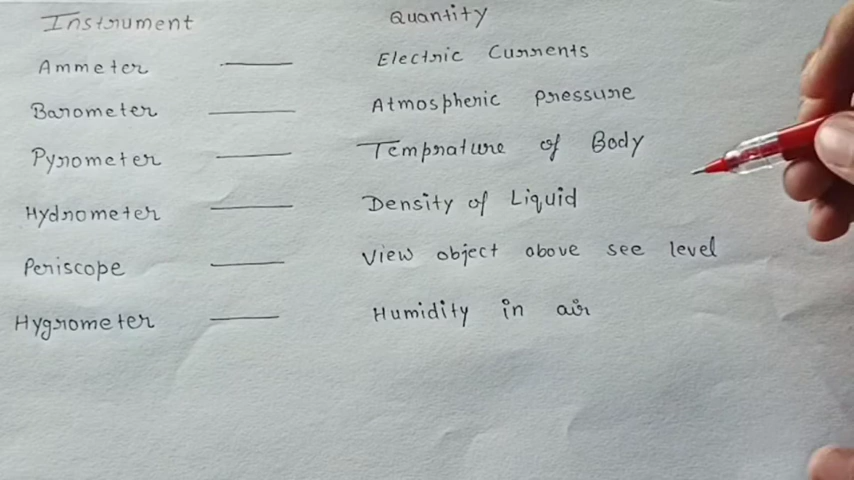 Instrument Quantity
Ammeter — Electric Currents
Barometer — Atmospheric pressure
Pyrometer — Temprature of Body
Hydrometer — Density of Liquid
Periscope — View object above see level
Hygrometer — Humidity in air